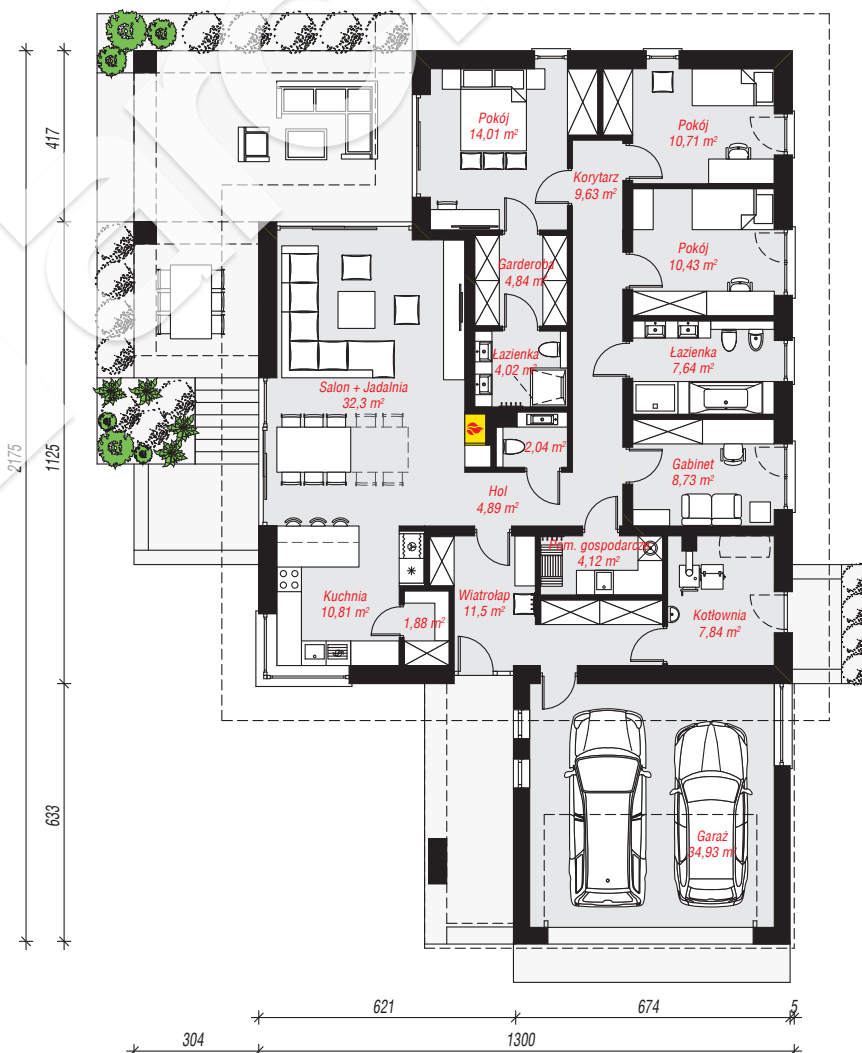 Pokój
14,01 m²
Pokój
10,71 m²
Korytarz
9,63 m²
Pokój
10,43 m²
Garderoba
4,84 m²
Łazienka
4,02 m²
Łazienka
7,64 m²
Salon + Jadalnia
32,3 m²
2,04 m²
Gabinet
8,73 m²
Hol
4,89 m²
Pom. gospodarcze
4,12 m²
Kuchnia
10,81 m²
Wiatrołap
11,5 m²
1,88 m²
Kotłownia
7,84 m²
Garaż
34,93 m²
417
1125
2175
633
621
674
5
304
1300